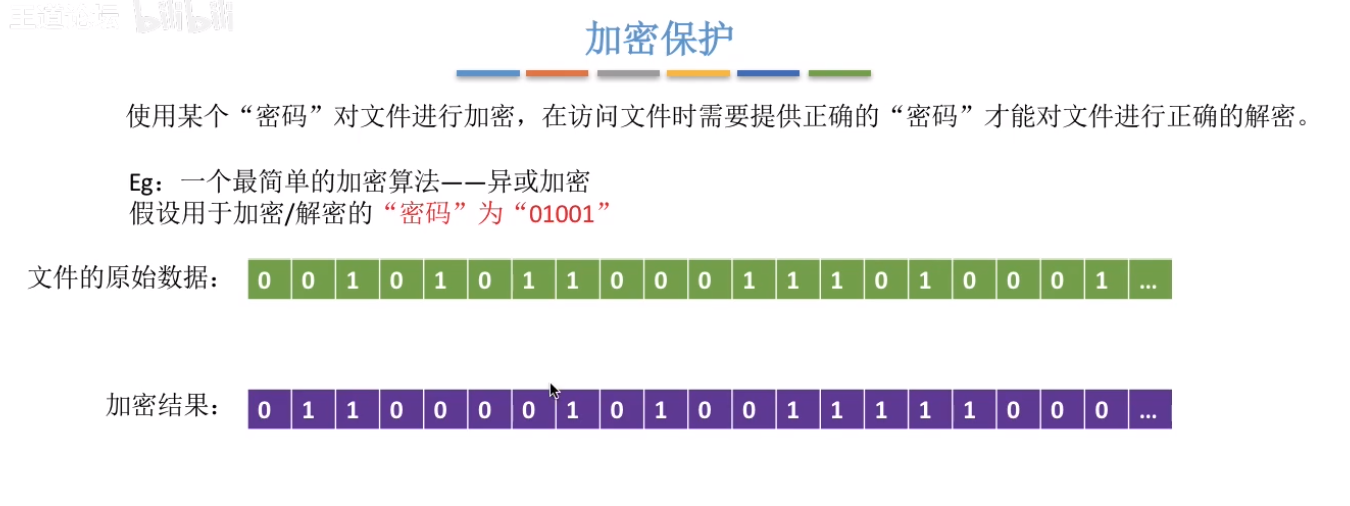 王道论坛 bilibili
加密保护
使用某个“密码”对文件进行加密，在访问文件时需要提供正确的“密码”才能对文件进行正确的解密。
Eg：一个最简单的加密算法——异或加密
假设用于加密/解密的“密码”为“01001”
文件的原始数据： 0 0 1 0 1 0 1 1 0 0 0 1 1 1 0 1 0 0 0 1 ...
加密结果： 0 1 1 0 0 0 0 1 0 1 0 0 1 1 1 1 1 0 0 0 ...